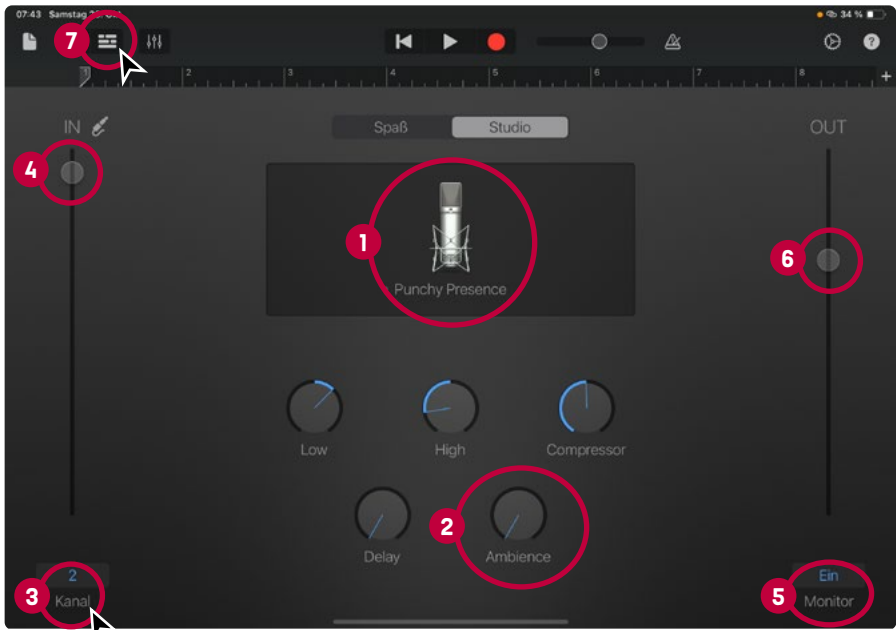 07:43 Samstag 34 %
7
1 2 3 4 5 6 7 8 +
IN Spaß Studio OUT
4
1
6
Punchy Presence
Low High Compressor
2
Delay Ambience
2 Ein
3 5
Kanal Monitor